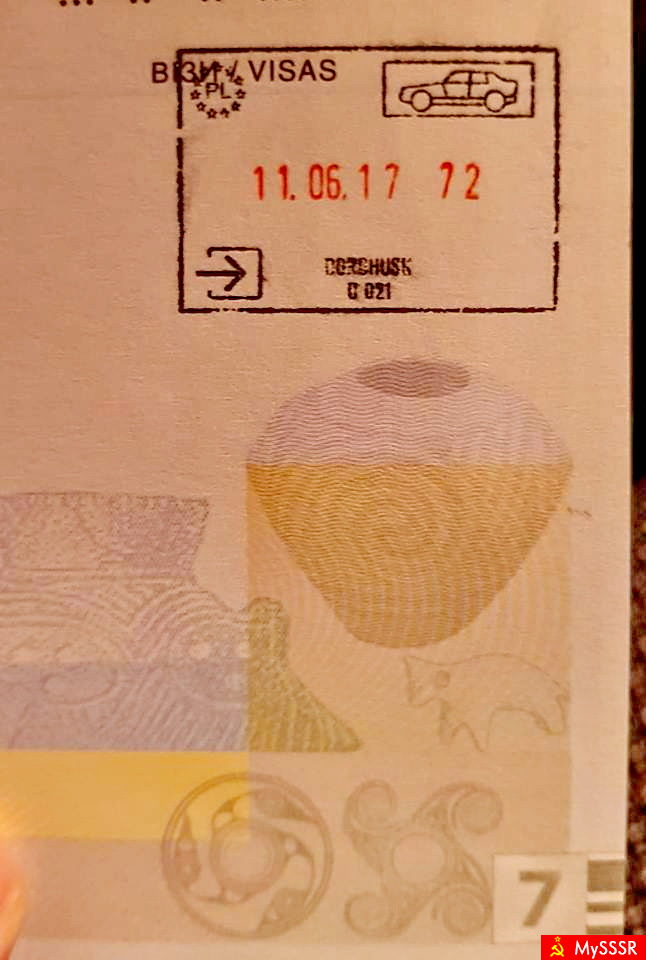 ВІЗИ / VISAS
PL
11.06.17 72
DOROHUSK
7
MySSSR